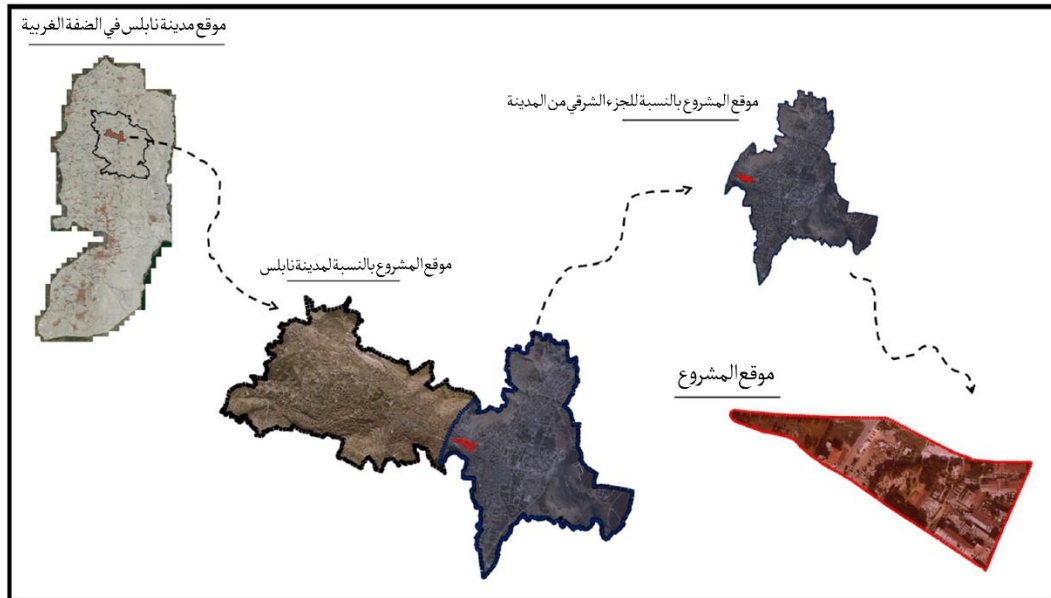 موقع مدينة نابلس في الضفة الغربية
موقع المشروع بالنسبة للجزء الشرقي من المدينة
موقع المشروع بالنسبة لمدينة نابلس
موقع المشروع